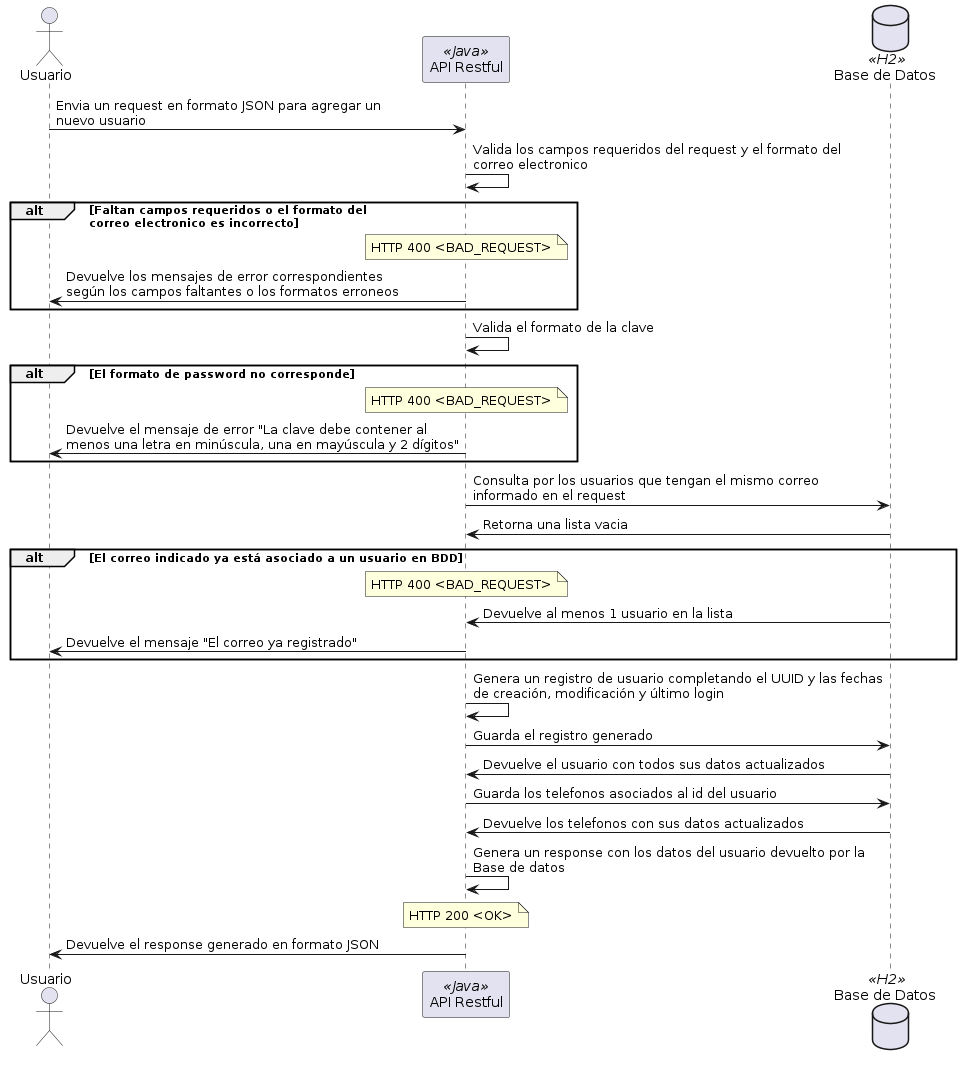 Usuario
«Java»
API Restful
«H2»
Base de Datos
Envia un request en formato JSON para agregar un
nuevo usuario
Valida los campos requeridos del request y el formato del
correo electronico
alt
[Faltan campos requeridos o el formato del
correo electronico es incorrecto]
HTTP 400 <BAD_REQUEST>
Devuelve los mensajes de error correspondientes
según los campos faltantes o los formatos erroneos
Valida el formato de la clave
alt
[El formato de password no corresponde]
HTTP 400 <BAD_REQUEST>
Devuelve el mensaje de error "La clave debe contener al
menos una letra en minúscula, una en mayúscula y 2 dígitos"
Consulta por los usuarios que tengan el mismo correo
informado en el request
Retorna una lista vacia
alt
[El correo indicado ya está asociado a un usuario en BDD]
HTTP 400 <BAD_REQUEST>
Devuelve al menos 1 usuario en la lista
Devuelve el mensaje "El correo ya registrado"
Genera un registro de usuario completando el UUID y las fechas
de creación, modificación y último login
Guarda el registro generado
Devuelve el usuario con todos sus datos actualizados
Guarda los telefonos asociados al id del usuario
Devuelve los telefonos con sus datos actualizados
Genera un response con los datos del usuario devuelto por la
Base de datos
HTTP 200 <OK>
Devuelve el response generado en formato JSON
Usuario
«Java»
API Restful
«H2»
Base de Datos